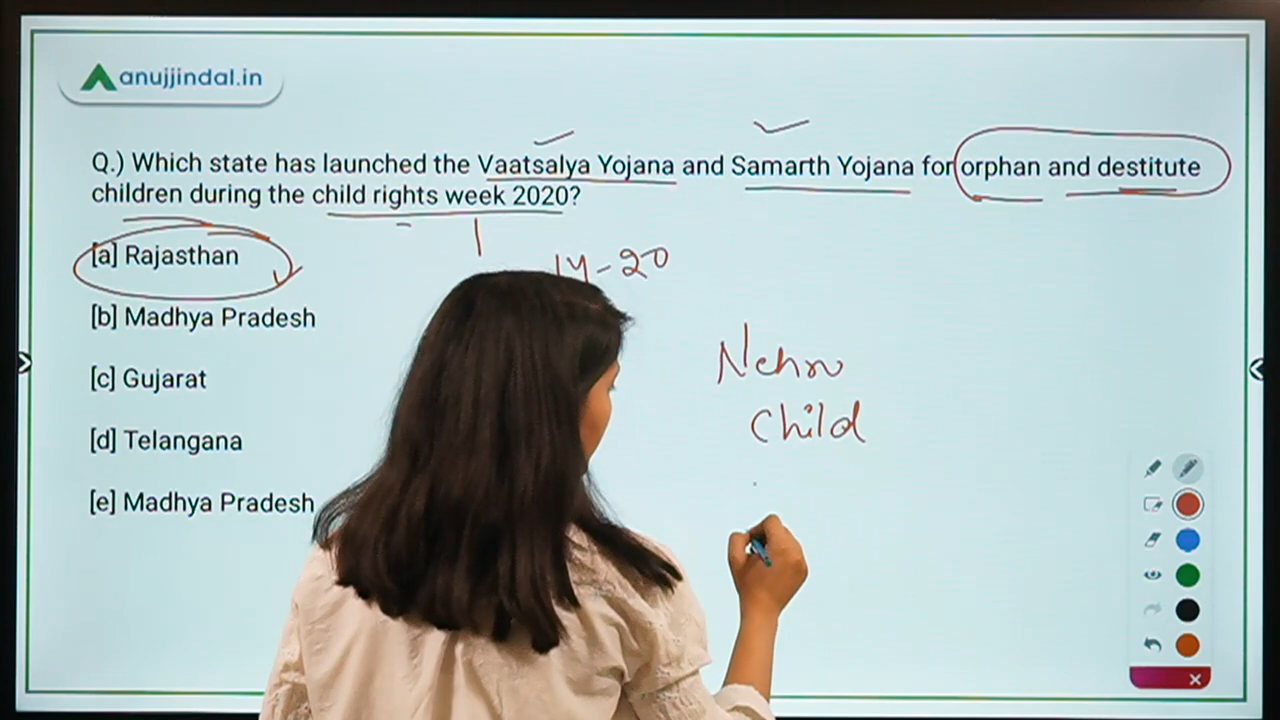 anujjindal.in
Q.) Which state has launched the Vaatsalya Yojana and Samarth Yojana for orphan and destitute
children during the child rights week 2020?
[a] Rajasthan
14-20
[b] Madhya Pradesh
Nehru
[c] Gujarat
Child
[d] Telangana
[e] Madhya Pradesh